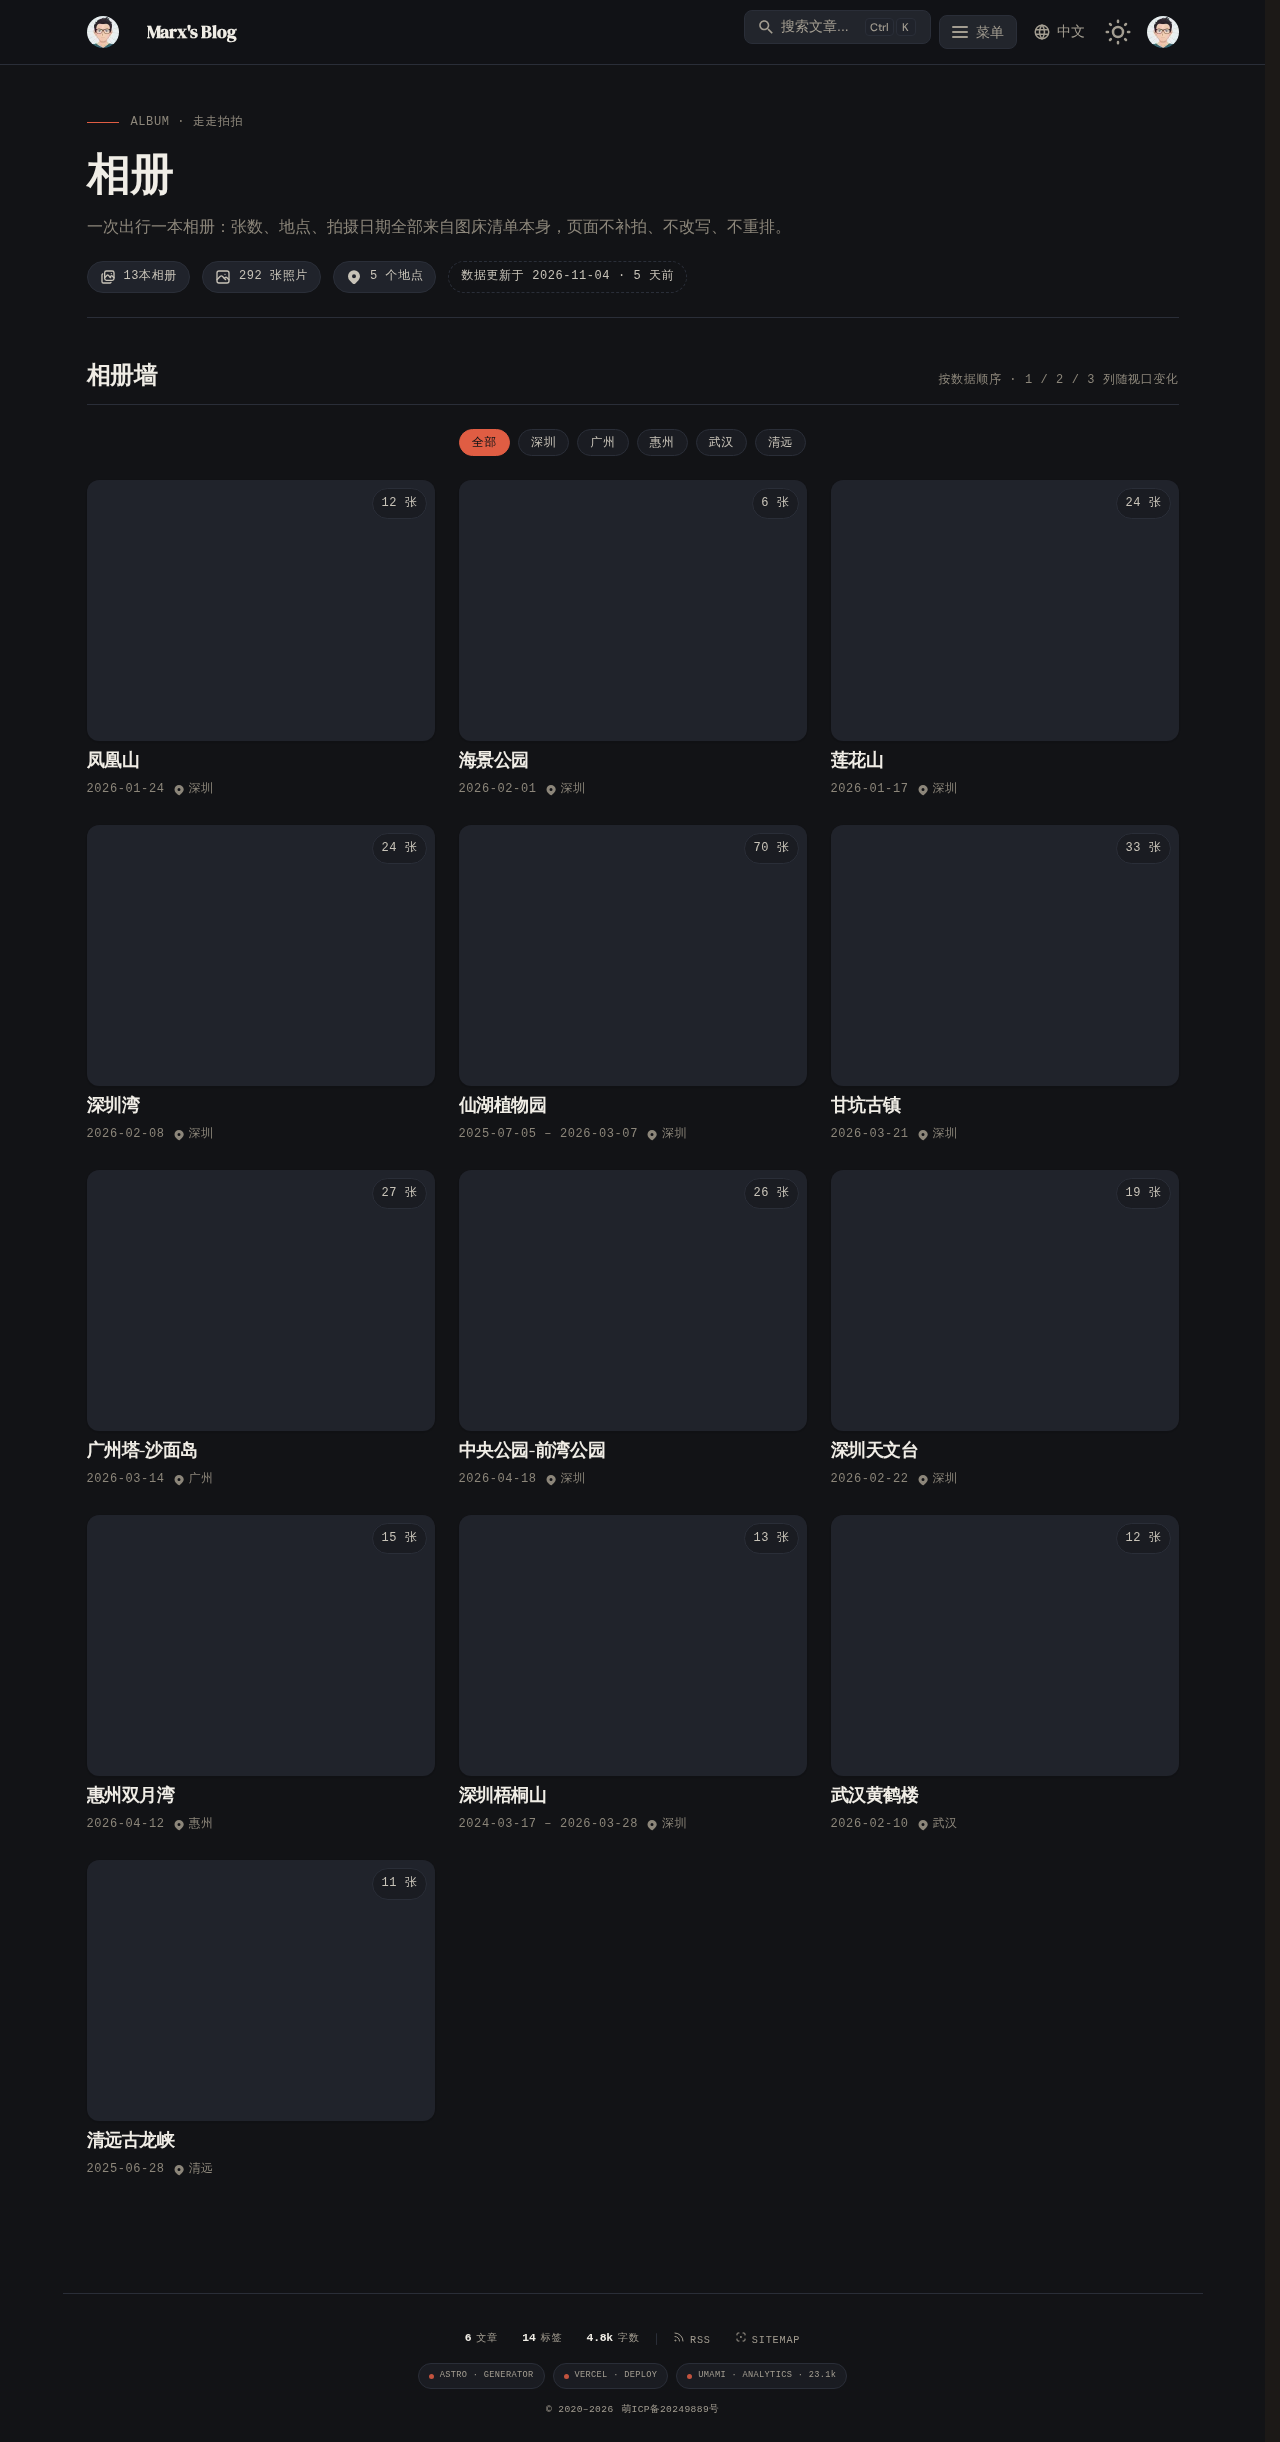 Marx's Blog
搜索文章... Ctrl K
菜单
中文
ALBUM · 走走拍拍
相册
一次出行一本相册：张数、地点、拍摄日期全部来自图床清单本身，页面不补拍、不改写、不重排。
13本相册
292 张照片
5 个地点
数据更新于 2026-11-04 · 5 天前
相册墙
按数据顺序 · 1 / 2 / 3 列随视口变化
全部 深圳 广州 惠州 武汉 清远
12 张
凤凰山
2026-01-24 深圳
6 张
海景公园
2026-02-01 深圳
24 张
莲花山
2026-01-17 深圳
24 张
深圳湾
2026-02-08 深圳
70 张
仙湖植物园
2025-07-05 – 2026-03-07 深圳
33 张
甘坑古镇
2026-03-21 深圳
27 张
广州塔-沙面岛
2026-03-14 广州
26 张
中央公园-前湾公园
2026-04-18 深圳
19 张
深圳天文台
2026-02-22 深圳
15 张
惠州双月湾
2026-04-12 惠州
13 张
深圳梧桐山
2024-03-17 – 2026-03-28 深圳
12 张
武汉黄鹤楼
2026-02-10 武汉
11 张
清远古龙峡
2025-06-28 清远
6 文章 14 标签 4.8k 字数 RSS SITEMAP
ASTRO · GENERATOR VERCEL · DEPLOY UMAMI · ANALYTICS · 23.1k
© 2020–2026 萌ICP备20249889号